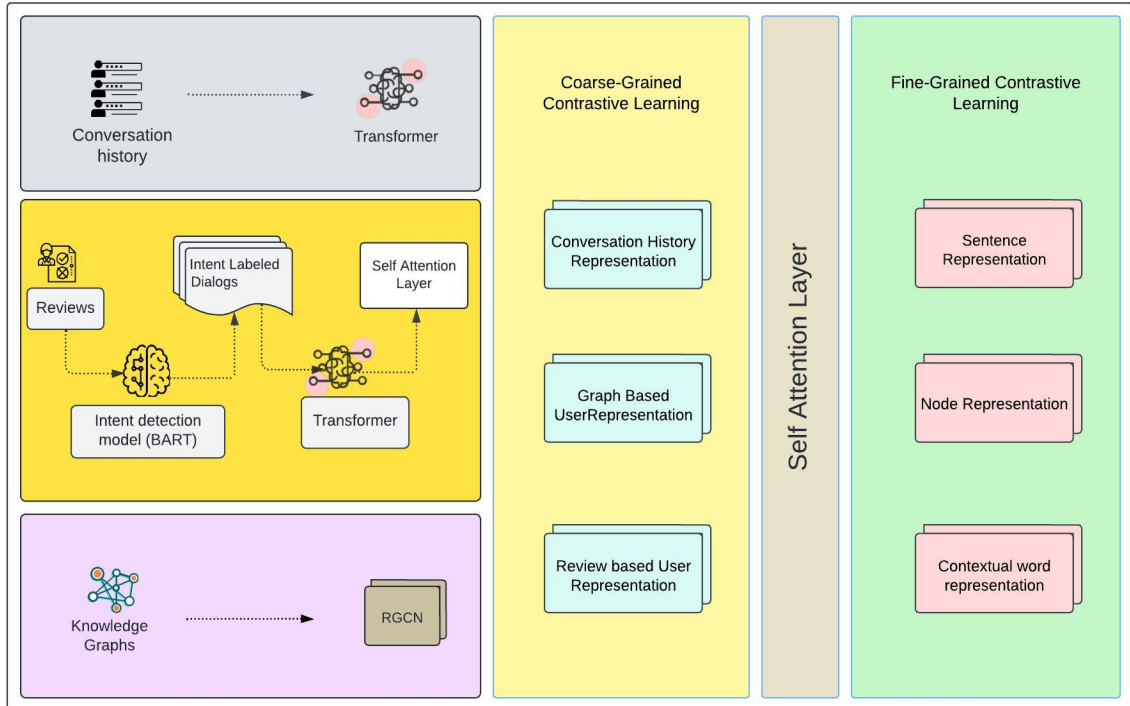 Conversation
history
Transformer
Reviews
Intent detection
model (BART)
Intent Labeled
Dialogs
Transformer
Self Attention
Layer
Knowledge
Graphs
RGCN
Coarse-Grained
Contrastive Learning
Conversation History
Representation
Graph Based
UserRepresentation
Review based User
Representation
Self Attention Layer
Fine-Grained Contrastive
Learning
Sentence
Representation
Node Representation
Contextual word
representation